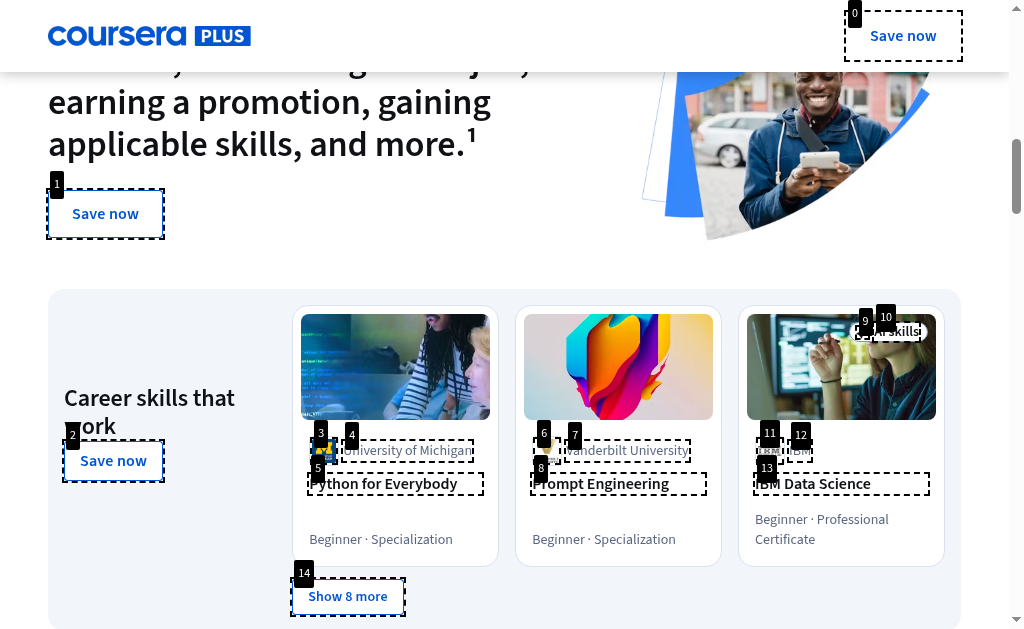 coursera PLUS
0
Save now
earning a promotion, gaining
applicable skills, and more.¹
1
Save now
9
10
AI skills
Career skills that
work
2
Save now
3
4
University of Michigan
5
Python for Everybody
Beginner · Specialization
6
7
Vanderbilt University
8
Prompt Engineering
Beginner · Specialization
11
12
IBM
IBM
13
IBM Data Science
Beginner · Professional
Certificate
14
Show 8 more